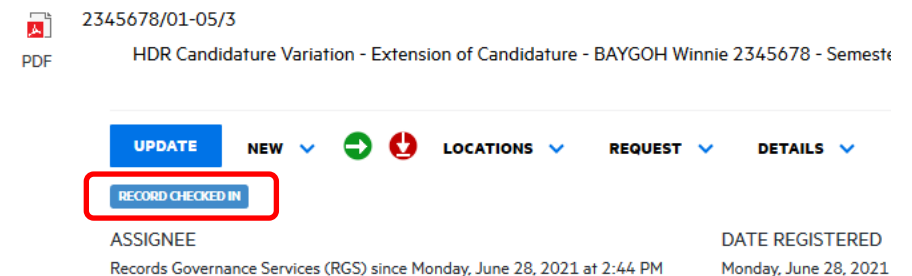 2345678/01-05/3
PDF
HDR Candidature Variation - Extension of Candidature - BAYGOH Winnie 2345678 - Semeste
UPDATE NEW LOCATIONS REQUEST DETAILS
RECORD CHECKED IN
ASSIGNEE DATE REGISTERED
Records Governance Services (RGS) since Monday, June 28, 2021 at 2:44 PM Monday, June 28, 2021